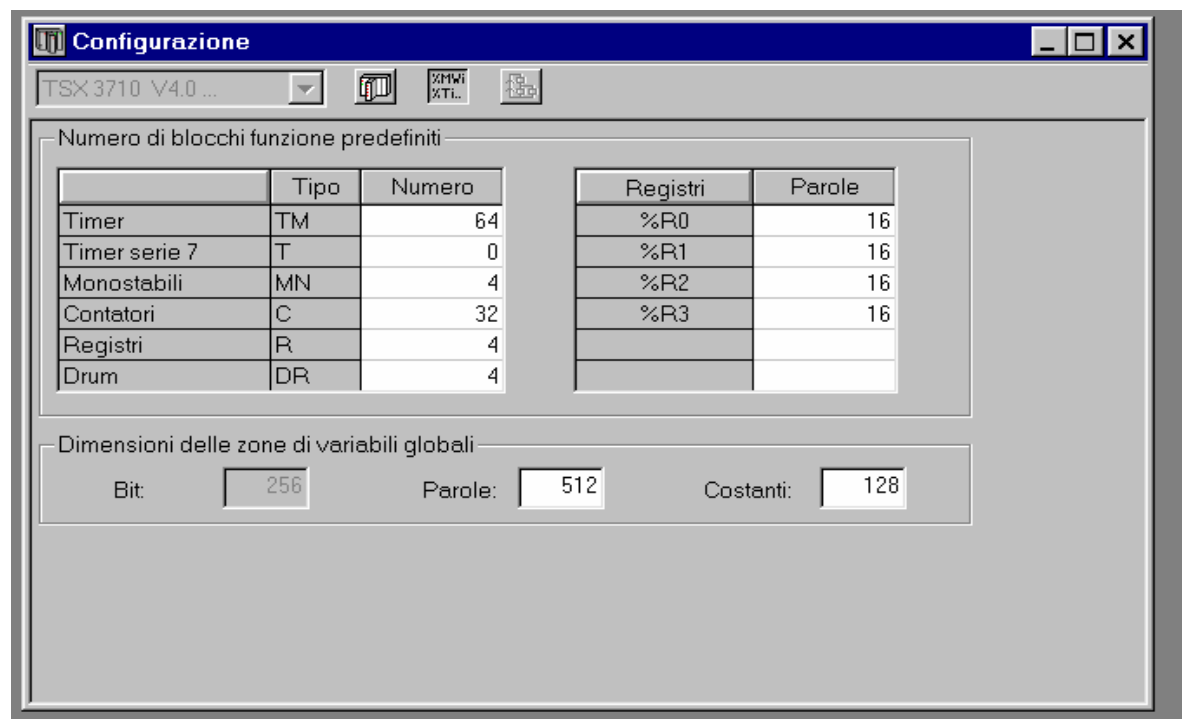 Configurazione
TSX 3710 V4.0 ...
%MWi
%Ti..
Numero di blocchi funzione predefiniti
Tipo Numero
Timer TM 64
Timer serie 7 T 0
Monostabili MN 4
Contatori C 32
Registri R 4
Drum DR 4
Registri Parole
%R0 16
%R1 16
%R2 16
%R3 16
Dimensioni delle zone di variabili globali
Bit: 256 Parole: 512 Costanti: 128